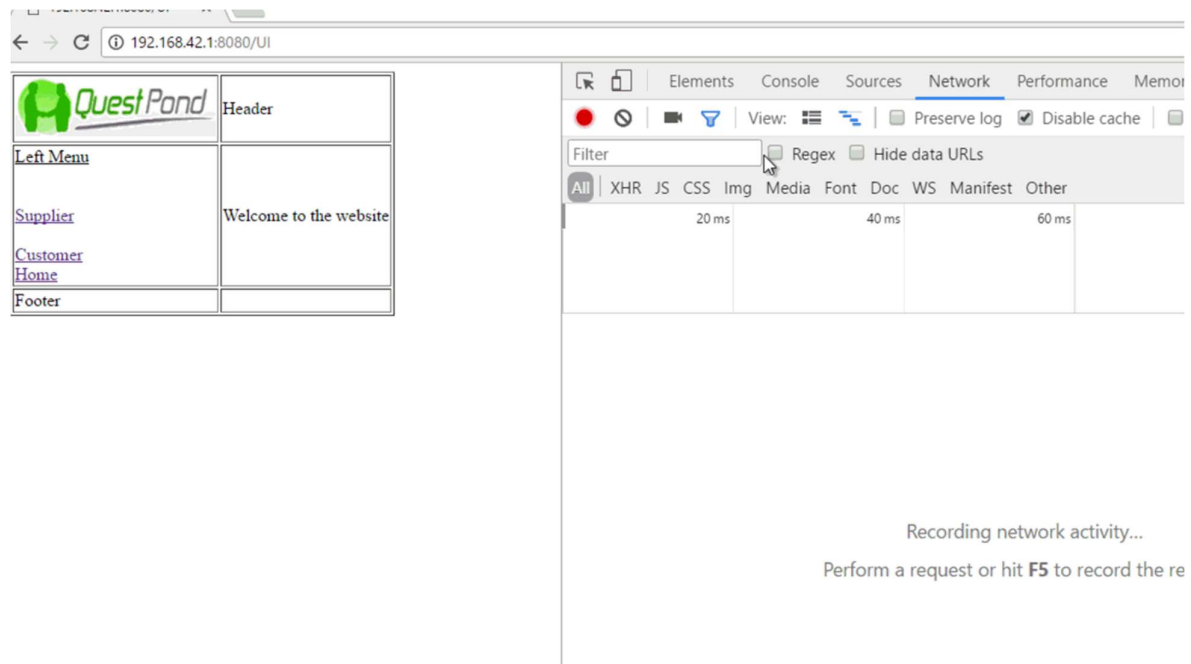 192.168.42.1:8080/UI
QuestPond
Header
Left Menu
Supplier
Welcome to the website
Customer
Home
Footer
Elements Console Sources Network Performance
View: Preserve log Disable cache
Filter Regex Hide data URLs
All XHR JS CSS Img Media Font Doc WS Manifest Other
20 ms 40 ms 60 ms
Recording network activity...
Perform a request or hit F5 to record the re